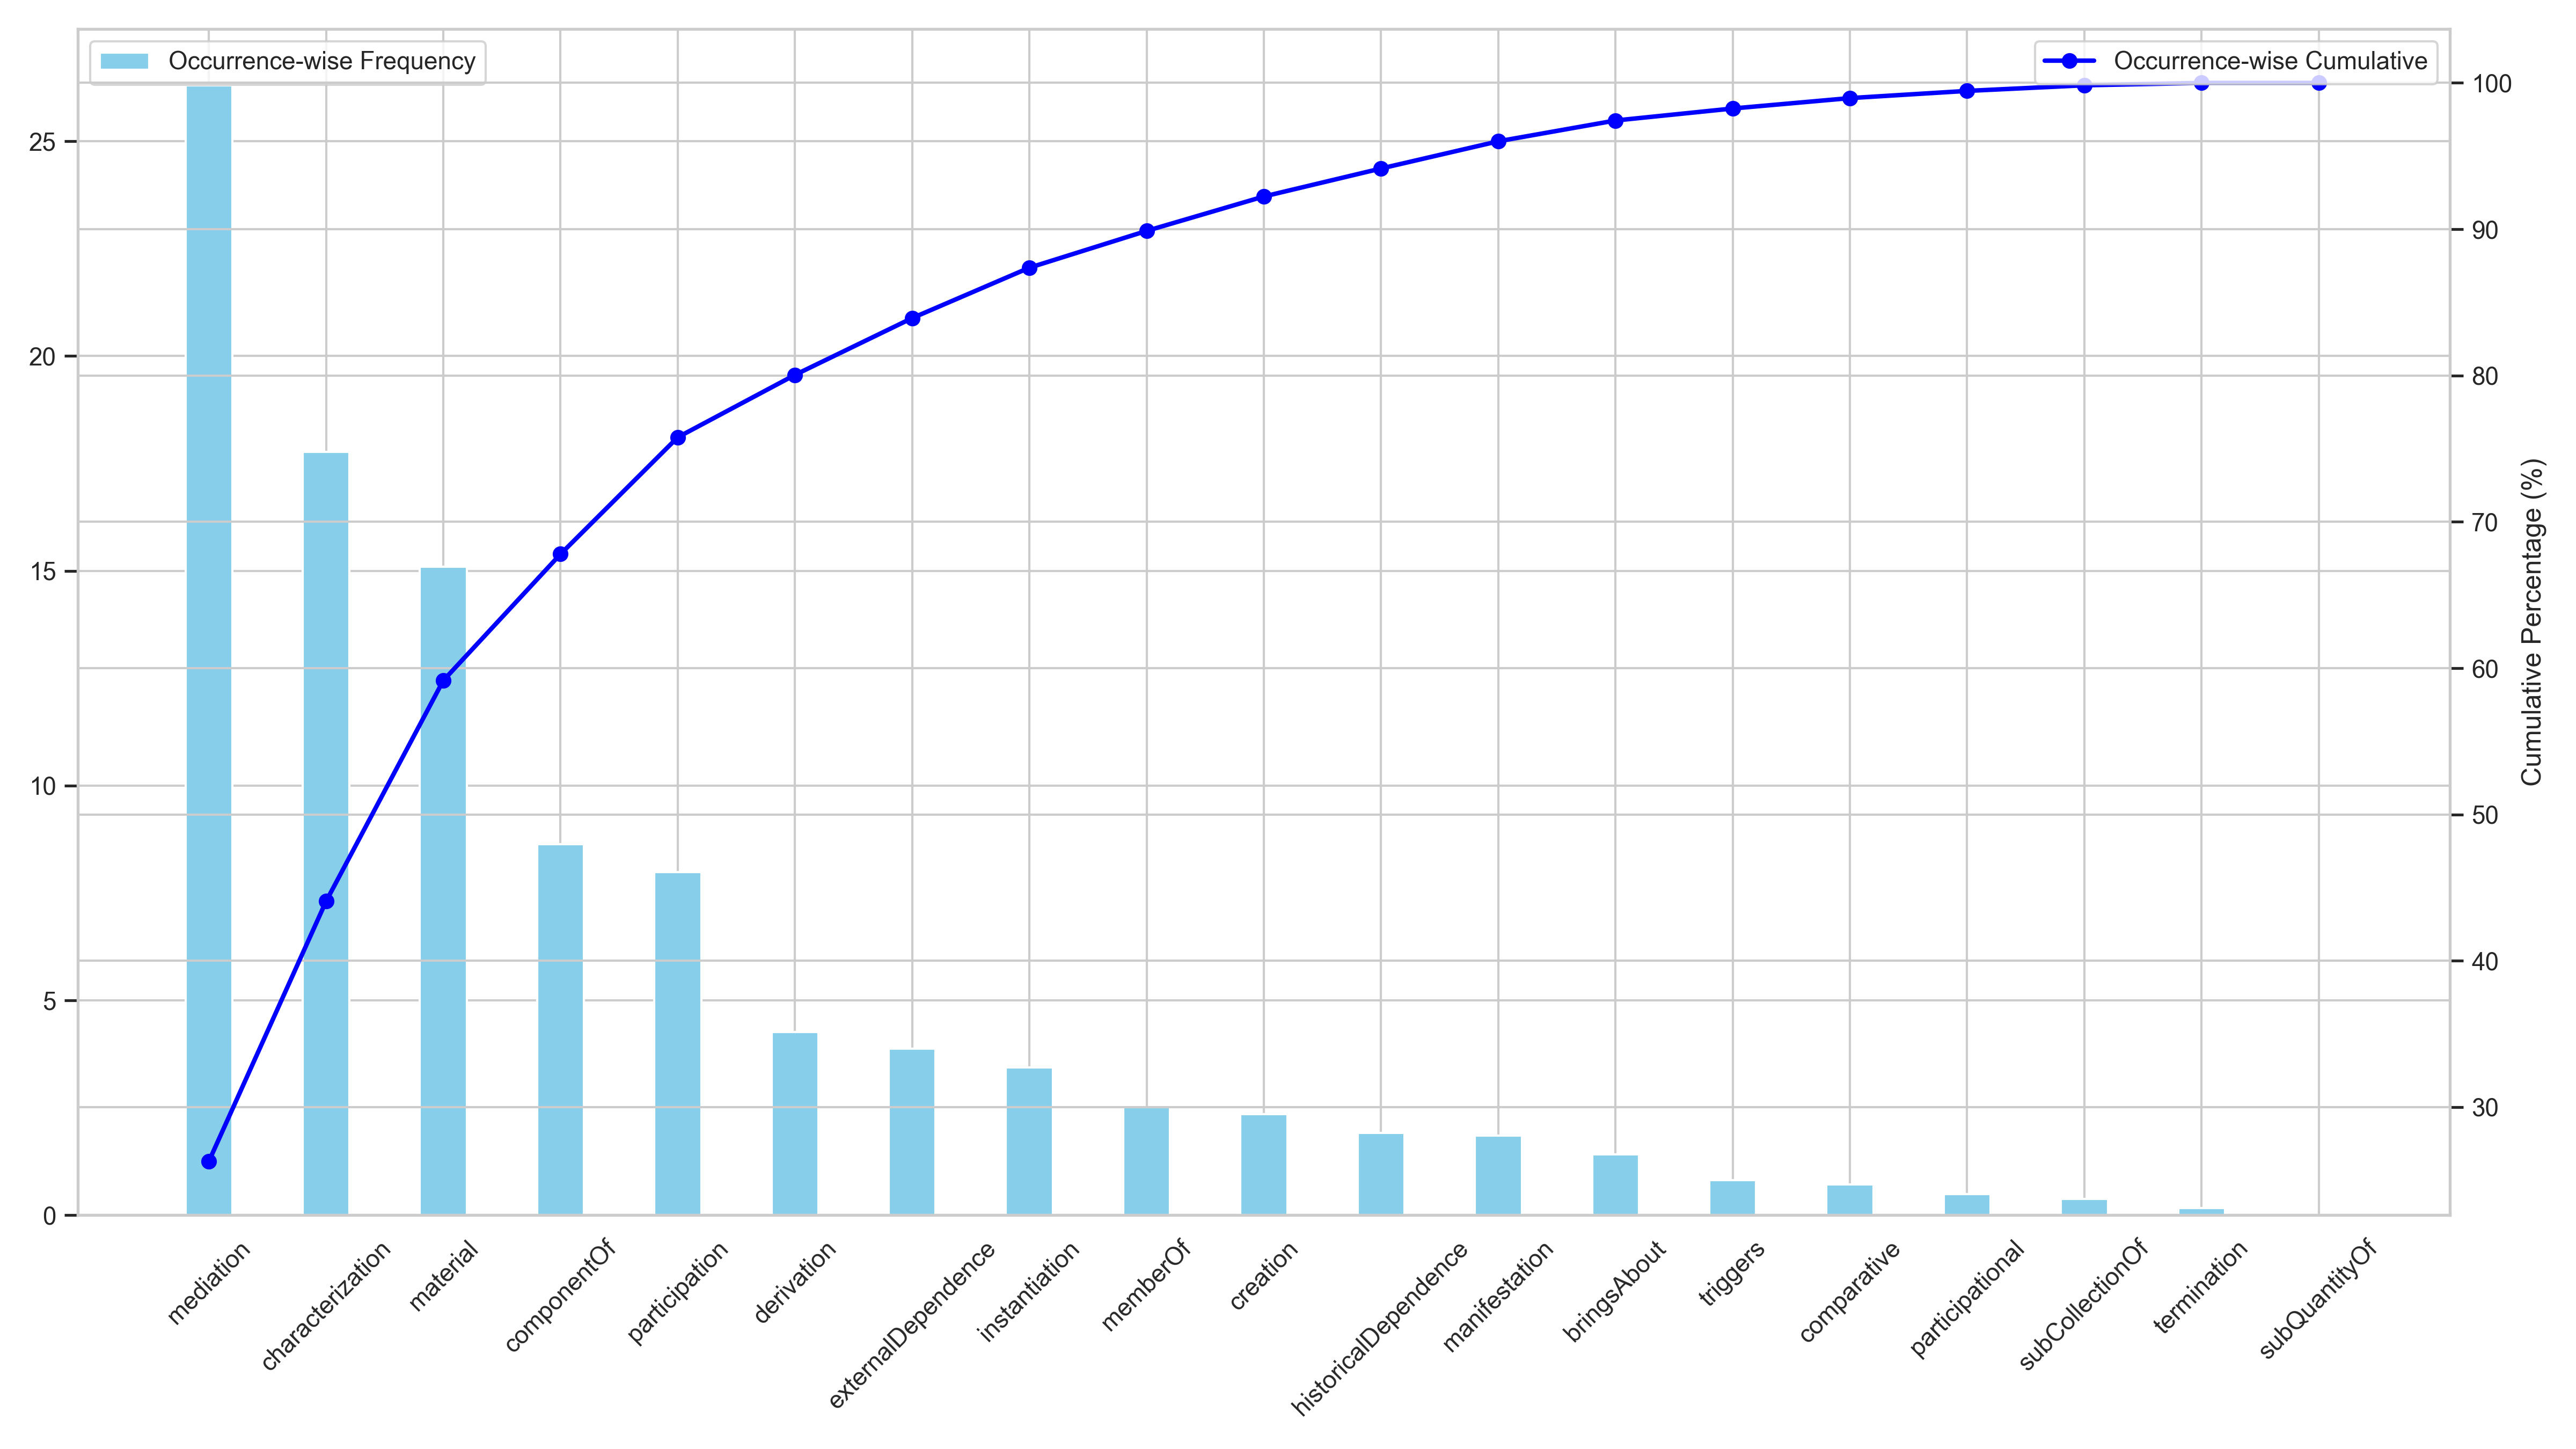 Occurrence-wise Frequency
Occurrence-wise Cumulative
25
20
15
10
5
0
100
90
80
70
60
50
40
30
Cumulative Percentage (%)
mediation
characterization
material
componentOf
participation
derivation
externalDependence
instantiation
memberOf
creation
historicalDependence
manifestation
bringsAbout
triggers
comparative
participational
subCollectionOf
termination
subQuantityOf